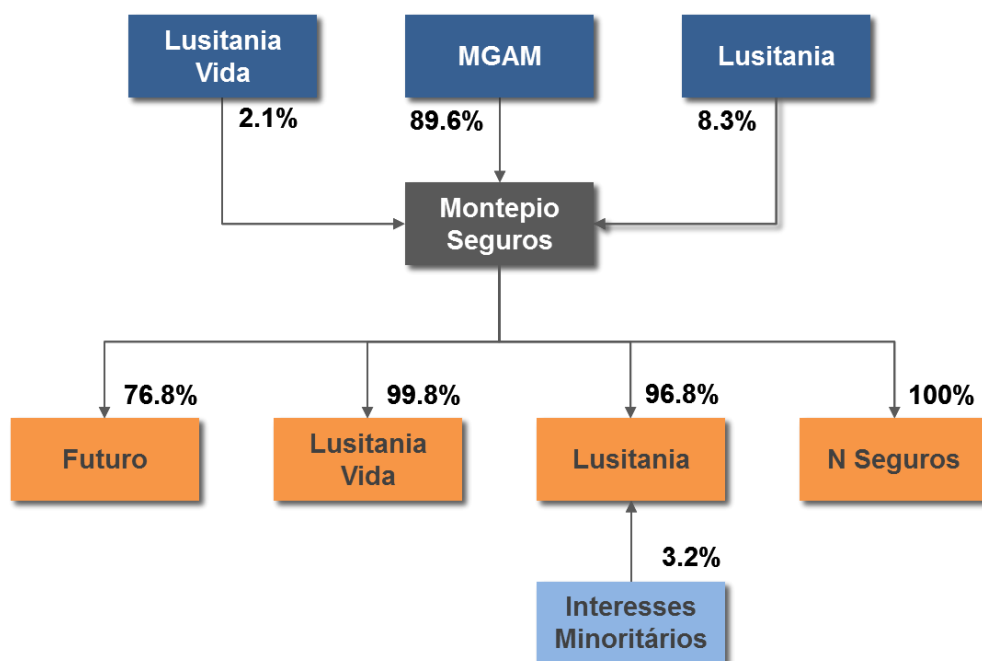 Lusitania
Vida
MGAM
Lusitania
2.1%
89.6%
8.3%
Montepio
Seguros
76.8%
99.8%
96.8%
100%
Futuro
Lusitania
Vida
Lusitania
N Seguros
3.2%
Interesses
Minoritários